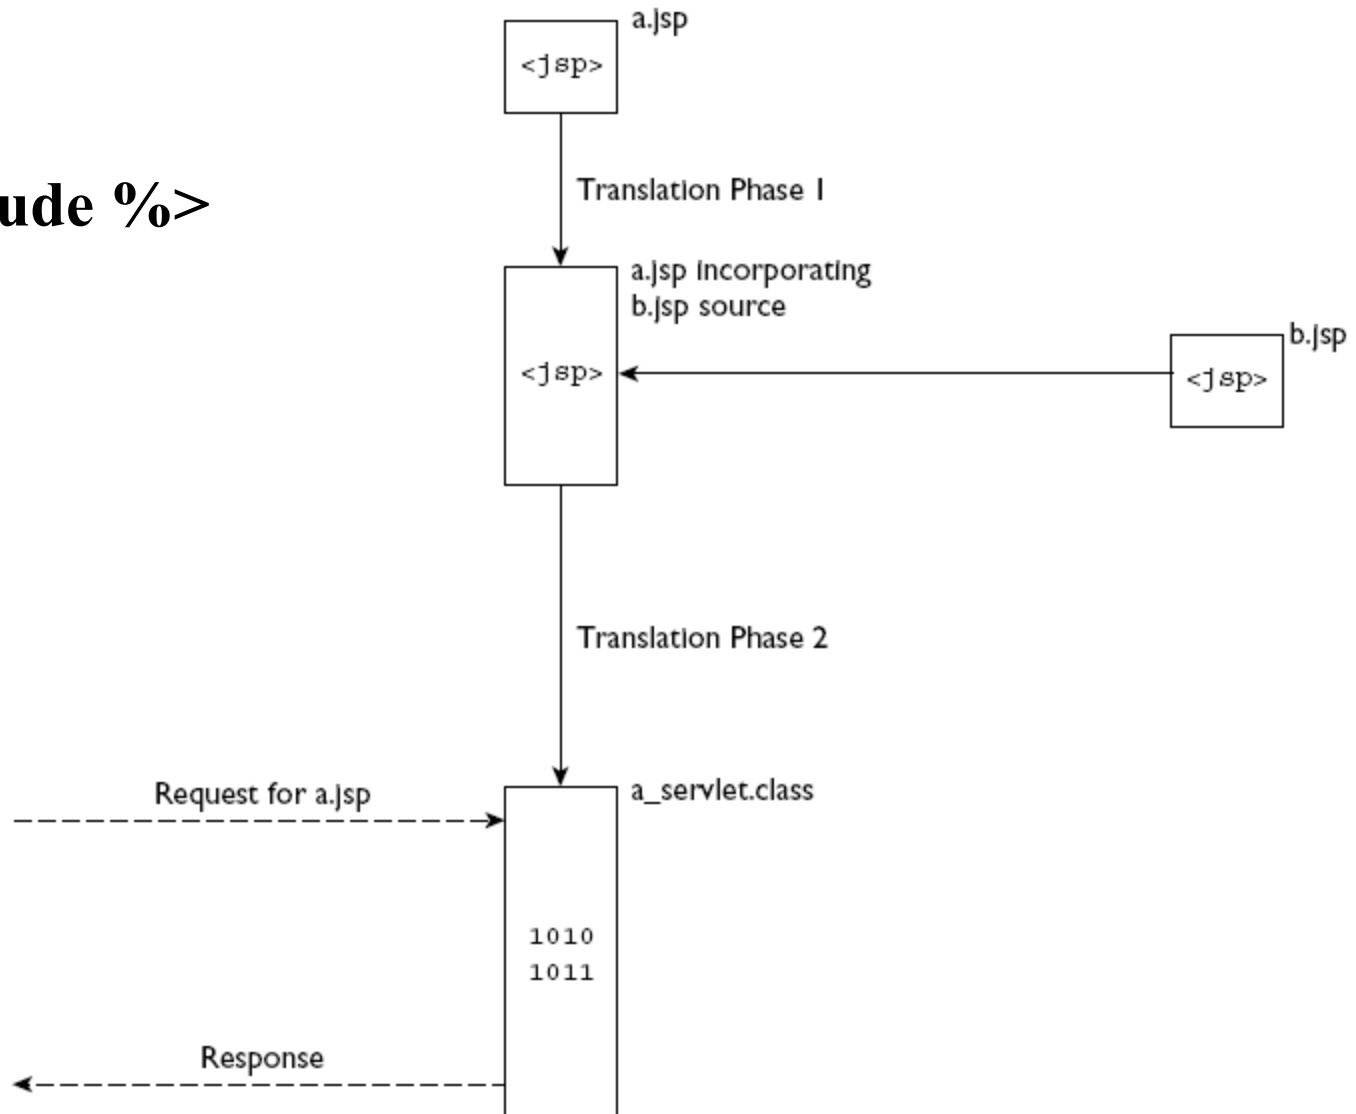 a.jsp
<jsp>
Translation Phase 1
ude %>
a.jsp incorporating
b.jsp source
b.jsp
<jsp>
<jsp>
Translation Phase 2
Request for a.jsp
a_servlet.class
1010
1011
Response